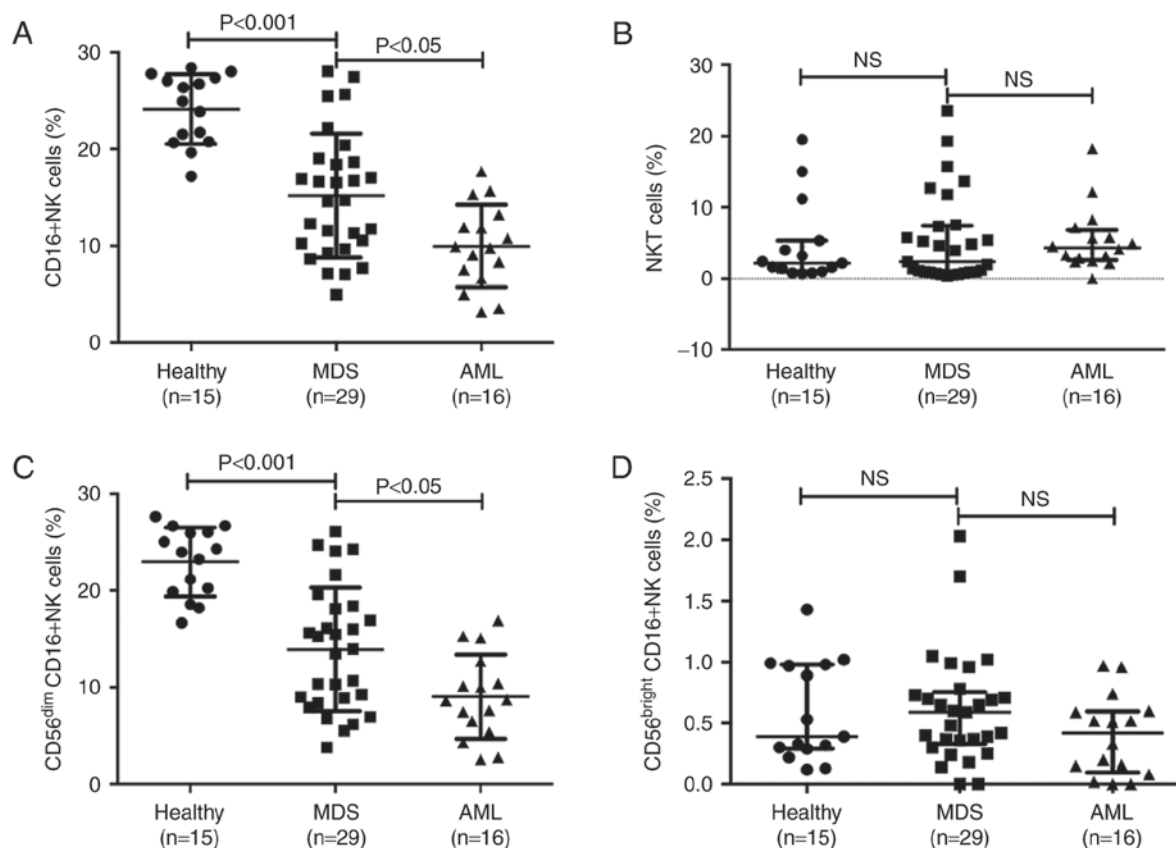 A
P<0.001
P<0.05
CD16+NK cells (%)
30
20
10
0
Healthy
(n=15)
MDS
(n=29)
AML
(n=16)
B
NS
NS
NKT cells (%)
30
20
10
0
−10
Healthy
(n=15)
MDS
(n=29)
AML
(n=16)
C
P<0.001
P<0.05
CD56dim CD16+NK cells (%)
30
20
10
0
Healthy
(n=15)
MDS
(n=29)
AML
(n=16)
D
NS
NS
CD56bright CD16+NK cells (%)
2.5
2.0
1.5
1.0
0.5
0.0
Healthy
(n=15)
MDS
(n=29)
AML
(n=16)